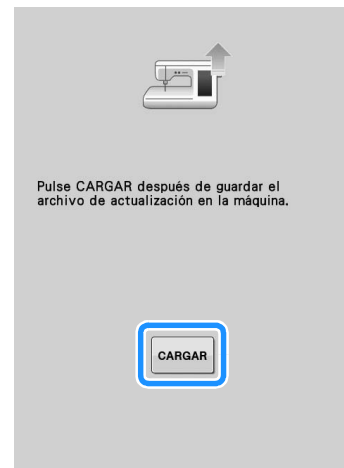 Pulse CARGAR después de guardar el
archivo de actualización en la máquina.
CARGAR